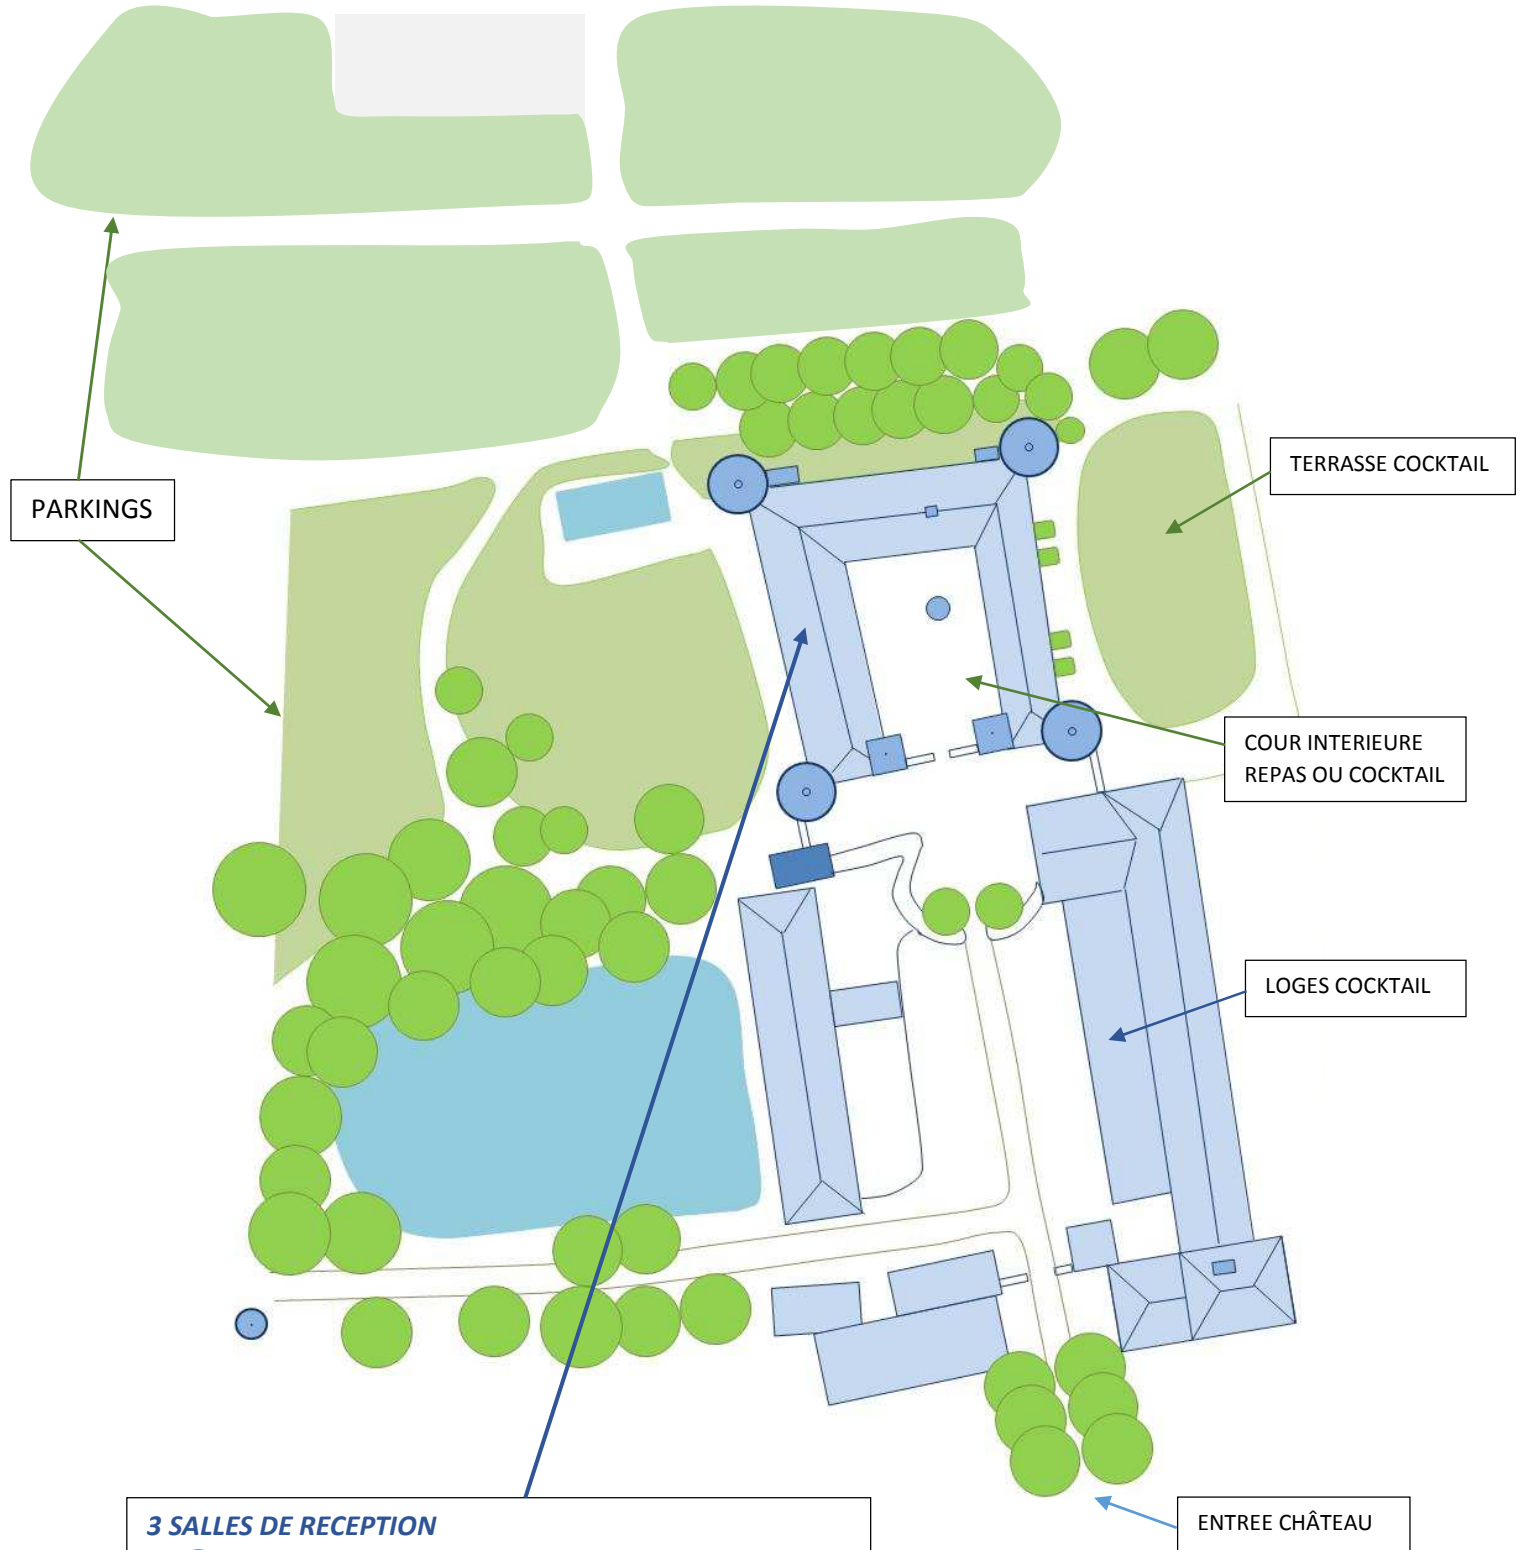 TERRASSE COCKTAIL
PARKINGS
COUR INTERIEURE
REPAS OU COCKTAIL
LOGES COCKTAIL
3 SALLES DE RECEPTION
ENTREE CHÂTEAU